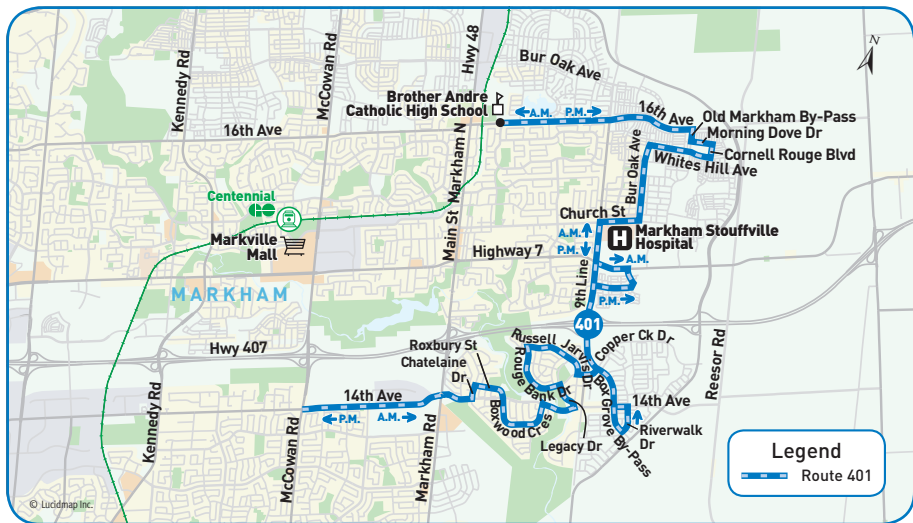 Kennedy Rd
McCowan Rd
Hwy 48
Bur Oak Ave
N
Brother Andre
Catholic High School
A.M.
P.M.
16th Ave
Old Markham By-Pass
Morning Dove Dr
Cornell Rouge Blvd
Whites Hill Ave
16th Ave
Main St Markham N
Bur Oak Ave
Centennial
Church St
Markville
Mall
H
Markham Stouffville
Hospital
A.M.
P.M.
Highway 7
A.M.
9th Line
P.M.
MARKHAM
401
Hwy 407
Roxbury St
Chatelaine
Dr
Russell Jarvis Dr
Copper Ck Dr
Reesor Rd
Rouge Bank Dr
Box Grove By-Pass
14th Ave
P.M.
A.M.
Boxwood Cres
14th Ave
Riverwalk
Dr
Legacy Dr
Kennedy Rd
McCowan Rd
Markham Rd
Legend
Route 401
© Lucidmap Inc.